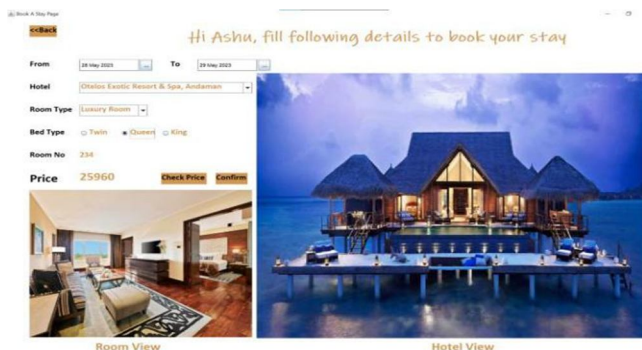 Book A Stay Page
<<Back
Hi Ashu, fill following details to book your stay
From 28 May 2023 ... To 29 May 2023 ...
Hotel Otelos Exotic Resort & Spa, Andaman
Room Type Luxury Room
Bed Type Twin Queen King
Room No 234
Price 25960 Check Price Confirm
Room View
Hotel View